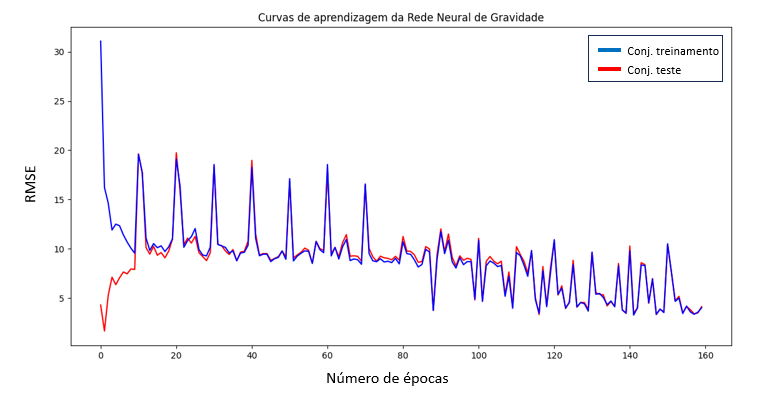 Curvas de aprendizagem da Rede Neural de Gravidade
Conj. treinamento
Conj. teste
RMSE
30
25
20
15
10
5
0 20 40 60 80 100 120 140 160
Número de épocas